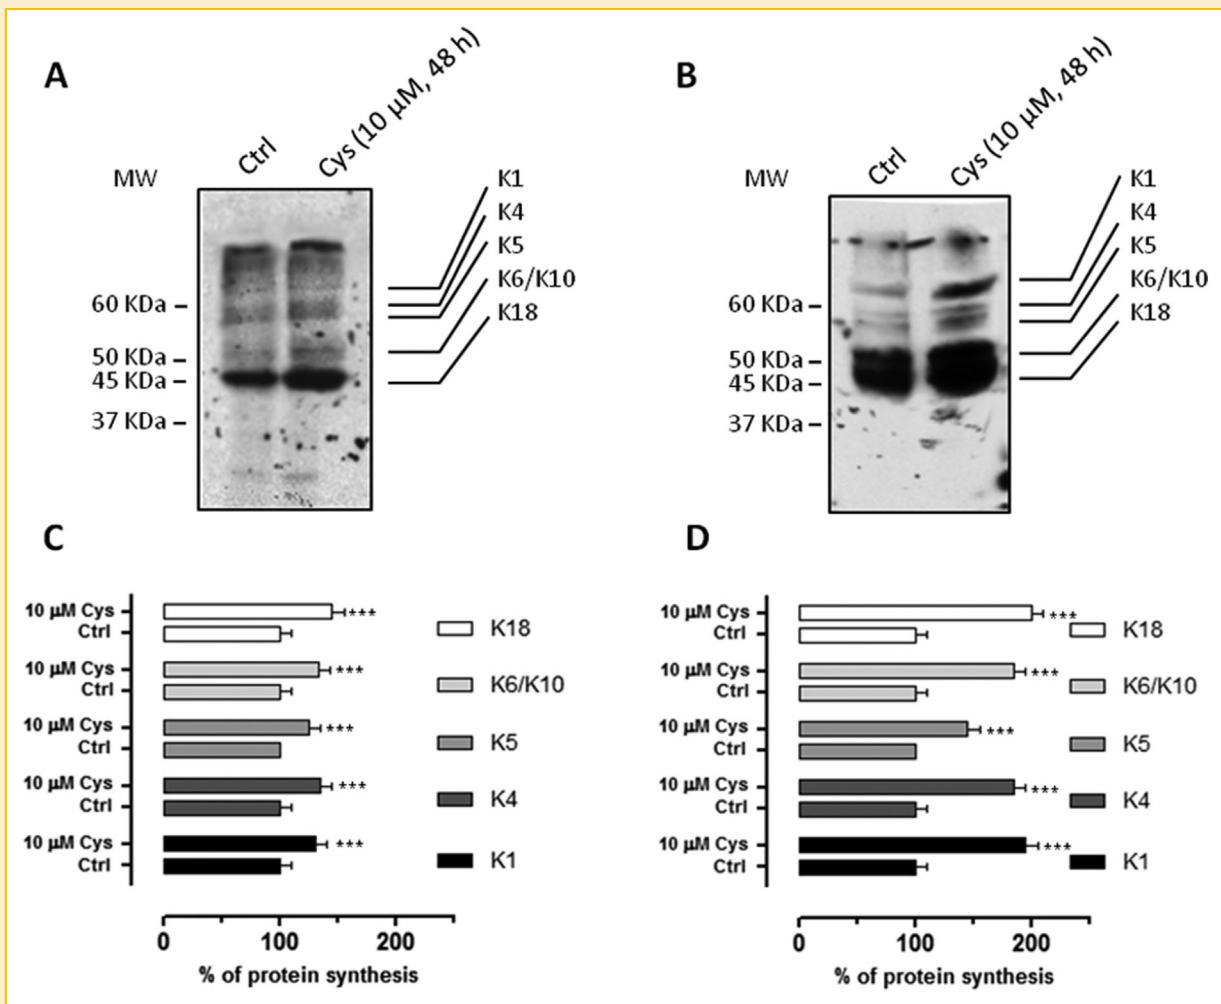 A
MW
Ctrl
Cys (10 µM, 48 h)
K1
K4
K5
K6/K10
K18
60 KDa
50 KDa
45 KDa
37 KDa
B
MW
Ctrl
Cys (10 µM, 48 h)
K1
K4
K5
K6/K10
K18
60 KDa
50 KDa
45 KDa
37 KDa
C
10 µM Cys ***
Ctrl
10 µM Cys ***
Ctrl
10 µM Cys ***
Ctrl
10 µM Cys ***
Ctrl
10 µM Cys ***
Ctrl
K18
K6/K10
K5
K4
K1
0 100 200
% of protein synthesis
D
10 µM Cys ***
Ctrl
10 µM Cys ***
Ctrl
10 µM Cys ***
Ctrl
10 µM Cys ***
Ctrl
10 µM Cys ***
Ctrl
K18
K6/K10
K5
K4
K1
0 100 200
% of protein synthesis